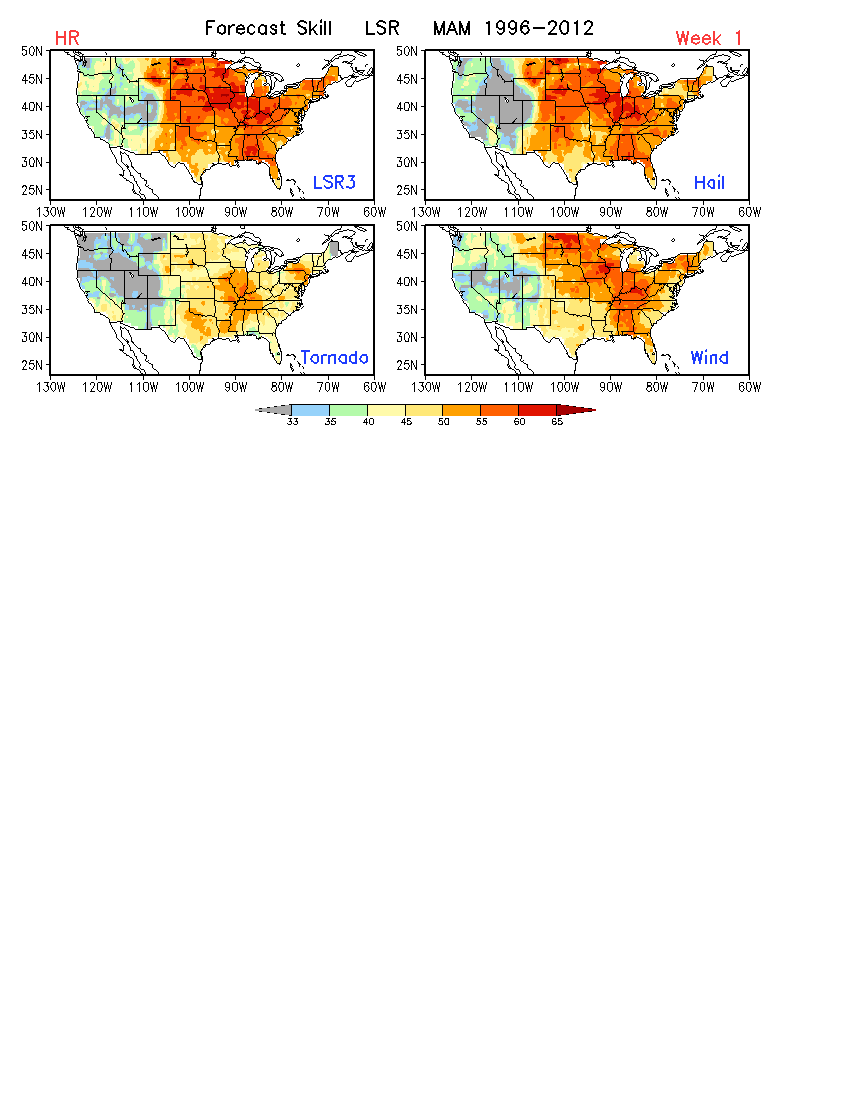 Forecast Skill LSR MAM 1996-2012
HR Week 1
50N 50N
45N 45N
40N 40N
35N 35N
30N 30N
25N 25N
LSR3 Hail
130W 120W 110W 100W 90W 80W 70W 60W 130W 120W 110W 100W 90W 80W 70W 60W
50N 50N
45N 45N
40N 40N
35N 35N
30N 30N
25N 25N
Tornado Wind
130W 120W 110W 100W 90W 80W 70W 60W 130W 120W 110W 100W 90W 80W 70W 60W
33 35 40 45 50 55 60 65